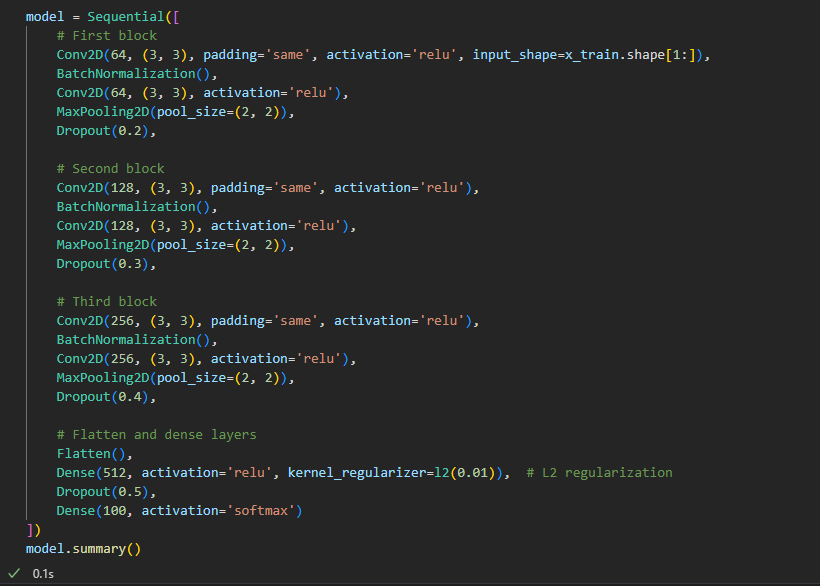 model = Sequential([
    # First block
    Conv2D(64, (3, 3), padding='same', activation='relu', input_shape=x_train.shape[1:]),
    BatchNormalization(),
    Conv2D(64, (3, 3), activation='relu'),
    MaxPooling2D(pool_size=(2, 2)),
    Dropout(0.2),

    # Second block
    Conv2D(128, (3, 3), padding='same', activation='relu'),
    BatchNormalization(),
    Conv2D(128, (3, 3), activation='relu'),
    MaxPooling2D(pool_size=(2, 2)),
    Dropout(0.3),

    # Third block
    Conv2D(256, (3, 3), padding='same', activation='relu'),
    BatchNormalization(),
    Conv2D(256, (3, 3), activation='relu'),
    MaxPooling2D(pool_size=(2, 2)),
    Dropout(0.4),

    # Flatten and dense layers
    Flatten(),
    Dense(512, activation='relu', kernel_regularizer=l2(0.01)),  # L2 regularization
    Dropout(0.5),
    Dense(100, activation='softmax')
])
model.summary()
✓ 0.1s